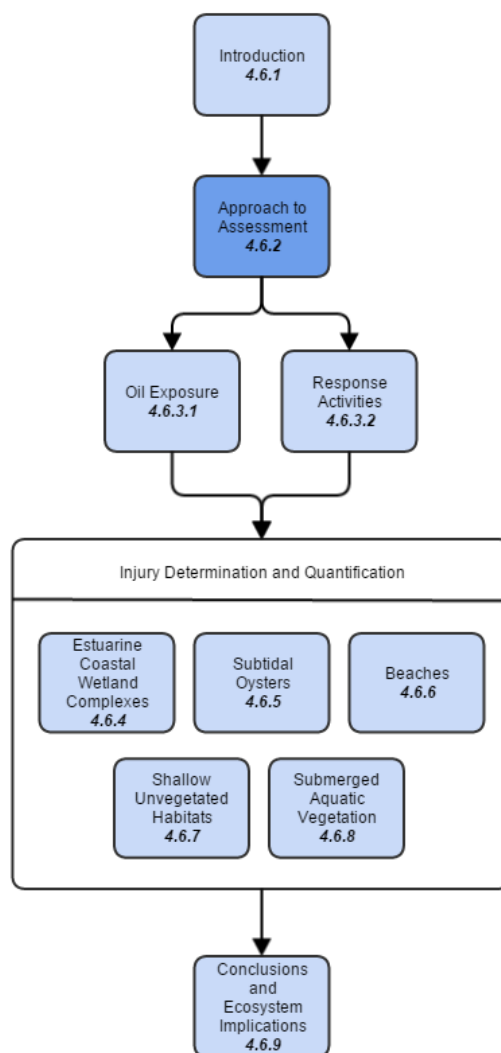 Introduction
4.6.1
Approach to
Assessment
4.6.2
Oil Exposure
4.6.3.1
Response
Activities
4.6.3.2
Injury Determination and Quantification
Estuarine
Coastal
Wetland
Complexes
4.6.4
Subtidal
Oysters
4.6.5
Beaches
4.6.6
Shallow
Unvegetated
Habitats
4.6.7
Submerged
Aquatic
Vegetation
4.6.8
Conclusions
and
Ecosystem
Implications
4.6.9